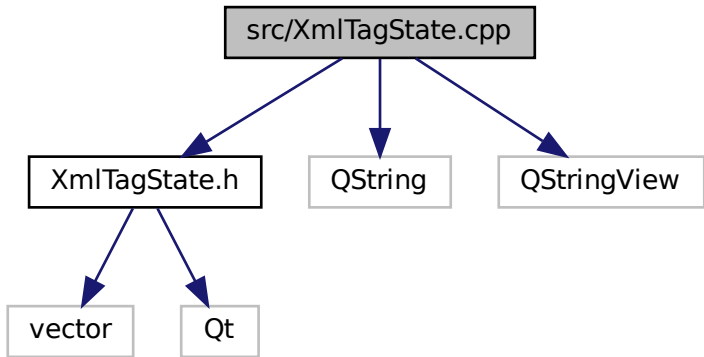 src/XmlTagState.cpp
XmlTagState.h
QString
QStringView
vector
Qt